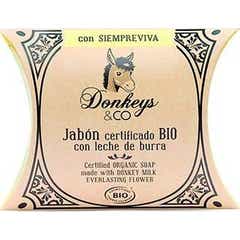 con SIEMPREVIVA
Donkeys
&CO
Jabón certificado BIO
con leche de burra
Certified ORGANIC SOAP
made with DONKEY MILK
EVERLASTING FLOWER
BIO